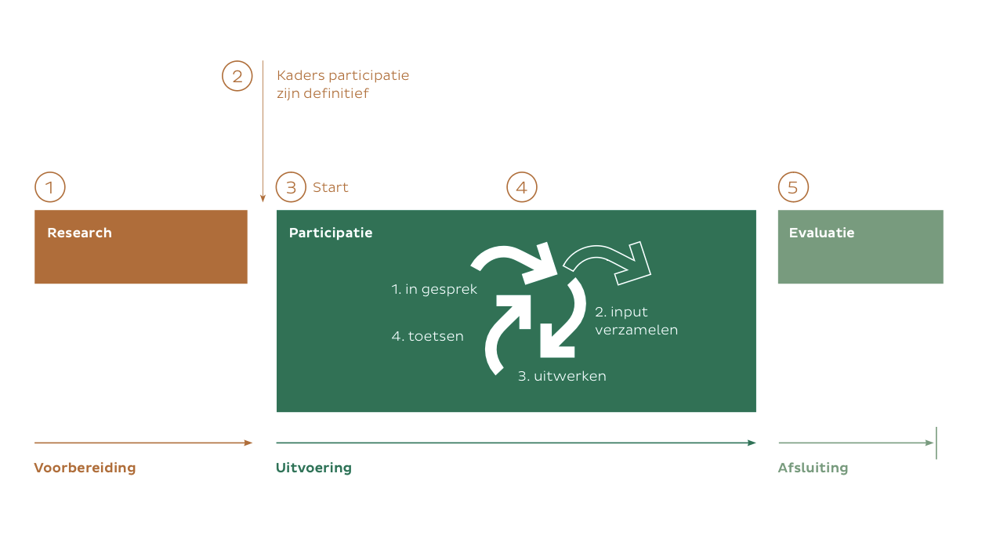 2
Kaders participatie
zijn definitief
1
3 Start
4
5
Research
Participatie
Evaluatie
1. in gesprek
2. input
verzamelen
4. toetsen
3. uitwerken
Voorbereiding
Uitvoering
Afsluiting